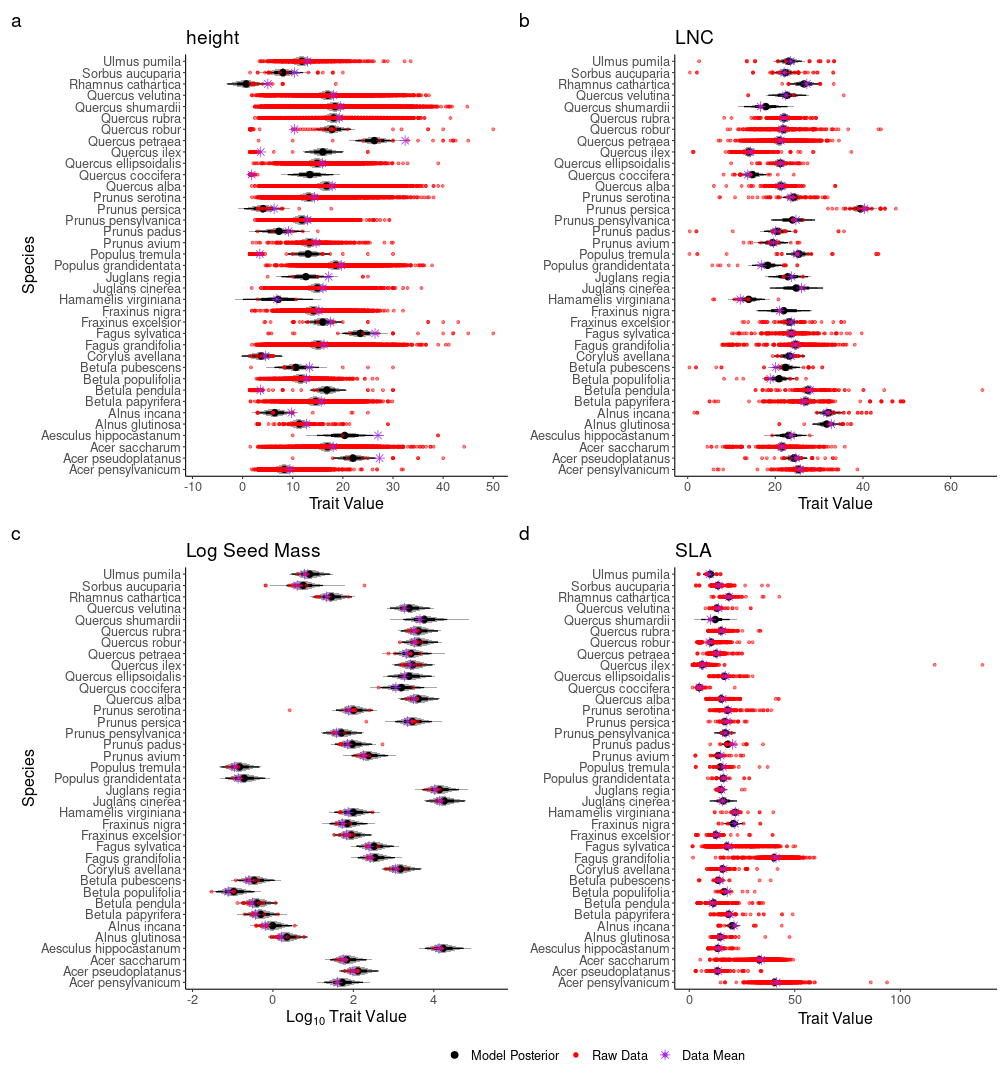 a
height
Ulmus pumila
Sorbus aucuparia
Rhamnus cathartica
Quercus velutina
Quercus shumardii
Quercus rubra
Quercus robur
Quercus petraea
Quercus ilex
Quercus ellipsoidalis
Quercus coccifera
Quercus alba
Prunus serotina
Prunus persica
Prunus pensylvanica
Prunus padus
Prunus avium
Populus tremula
Populus grandidentata
Juglans regia
Juglans cinerea
Hamamelis virginiana
Fraxinus nigra
Fraxinus excelsior
Fagus sylvatica
Fagus grandifolia
Corylus avellana
Betula pubescens
Betula populifolia
Betula pendula
Betula papyrifera
Alnus incana
Alnus glutinosa
Aesculus hippocastanum
Acer saccharum
Acer pseudoplatanus
Acer pensylvanicum
Species
-10 0 10 20 30 40 50
Trait Value
b
LNC
Ulmus pumila
Sorbus aucuparia
Rhamnus cathartica
Quercus velutina
Quercus shumardii
Quercus rubra
Quercus robur
Quercus petraea
Quercus ilex
Quercus ellipsoidalis
Quercus coccifera
Quercus alba
Prunus serotina
Prunus persica
Prunus pensylvanica
Prunus padus
Prunus avium
Populus tremula
Populus grandidentata
Juglans regia
Juglans cinerea
Hamamelis virginiana
Fraxinus nigra
Fraxinus excelsior
Fagus sylvatica
Fagus grandifolia
Corylus avellana
Betula pubescens
Betula populifolia
Betula pendula
Betula papyrifera
Alnus incana
Alnus glutinosa
Aesculus hippocastanum
Acer saccharum
Acer pseudoplatanus
Acer pensylvanicum
0 20 40 60
Trait Value
c
Log Seed Mass
Ulmus pumila
Sorbus aucuparia
Rhamnus cathartica
Quercus velutina
Quercus shumardii
Quercus rubra
Quercus robur
Quercus petraea
Quercus ilex
Quercus ellipsoidalis
Quercus coccifera
Quercus alba
Prunus serotina
Prunus persica
Prunus pensylvanica
Prunus padus
Prunus avium
Populus tremula
Populus grandidentata
Juglans regia
Juglans cinerea
Hamamelis virginiana
Fraxinus nigra
Fraxinus excelsior
Fagus sylvatica
Fagus grandifolia
Corylus avellana
Betula pubescens
Betula populifolia
Betula pendula
Betula papyrifera
Alnus incana
Alnus glutinosa
Aesculus hippocastanum
Acer saccharum
Acer pseudoplatanus
Acer pensylvanicum
Species
-2 0 2 4
Log₁₀ Trait Value
d
SLA
Ulmus pumila
Sorbus aucuparia
Rhamnus cathartica
Quercus velutina
Quercus shumardii
Quercus rubra
Quercus robur
Quercus petraea
Quercus ilex
Quercus ellipsoidalis
Quercus coccifera
Quercus alba
Prunus serotina
Prunus persica
Prunus pensylvanica
Prunus padus
Prunus avium
Populus tremula
Populus grandidentata
Juglans regia
Juglans cinerea
Hamamelis virginiana
Fraxinus nigra
Fraxinus excelsior
Fagus sylvatica
Fagus grandifolia
Corylus avellana
Betula pubescens
Betula populifolia
Betula pendula
Betula papyrifera
Alnus incana
Alnus glutinosa
Aesculus hippocastanum
Acer saccharum
Acer pseudoplatanus
Acer pensylvanicum
0 50 100
Trait Value
Model Posterior Raw Data Data Mean